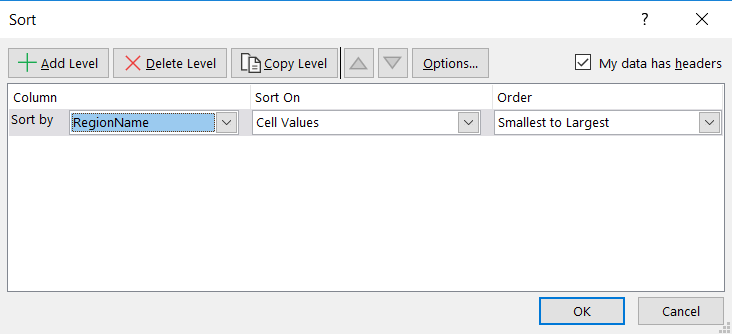 Sort ?
Add Level Delete Level Copy Level Options... My data has headers
Column Sort On Order
Sort by RegionName Cell Values Smallest to Largest
OK Cancel